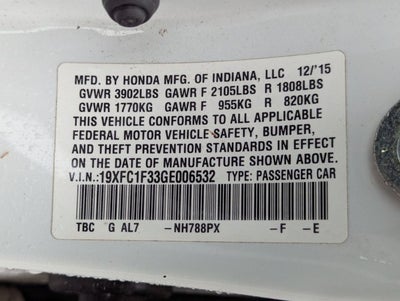 MFD. BY HONDA MFG. OF INDIANA, LLC 12/'15
GVWR 3902LBS GAWR F 2105LBS R 1808LBS
GVWR 1770KG GAWR F 955KG R 820KG
THIS VEHICLE CONFORMS TO ALL APPLICABLE
FEDERAL MOTOR VEHICLE SAFETY, BUMPER,
AND THEFT PREVENTION STANDARDS IN EFFECT
ON THE DATE OF MANUFACTURE SHOWN ABOVE.
V.I.N.:19XFC1F33GE006532 TYPE: PASSENGER CAR
TBC G AL7 -NH788PX -F -E